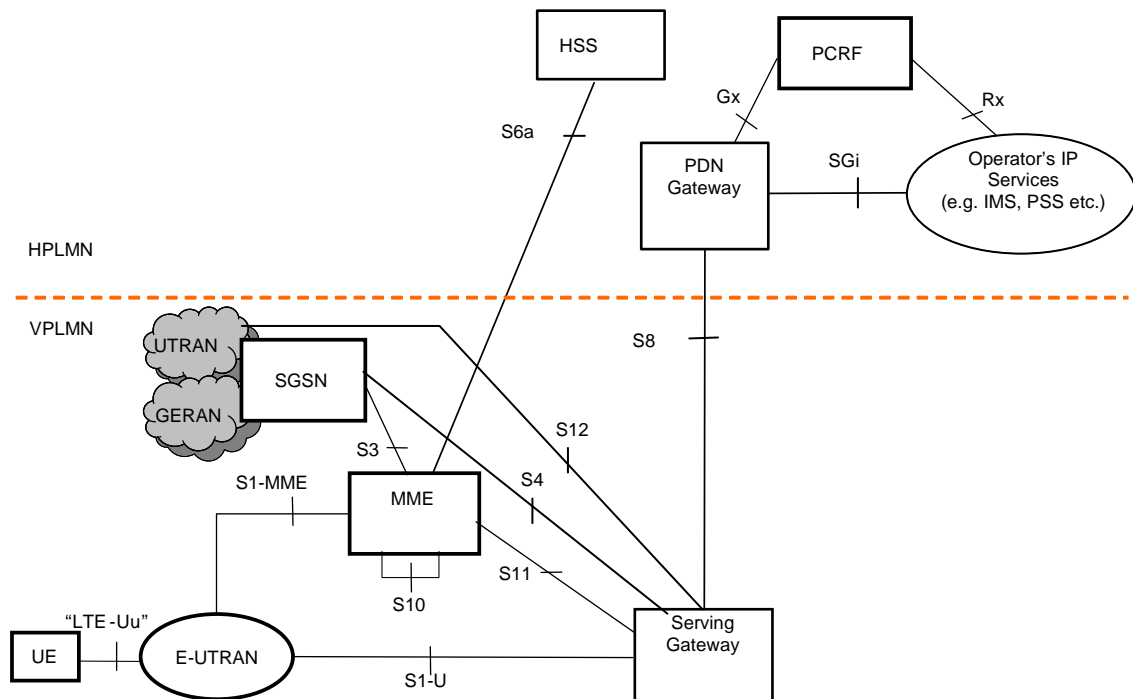 HSS
PCRF
Gx
Rx
S6a
PDN
Gateway
SGi
Operator's IP
Services
(e.g. IMS, PSS etc.)
HPLMN
VPLMN
UTRAN
S8
SGSN
GERAN
S12
S3
S4
S1-MME
MME
S11
S10
"LTE-Uu"
UE
E-UTRAN
S1-U
Serving
Gateway